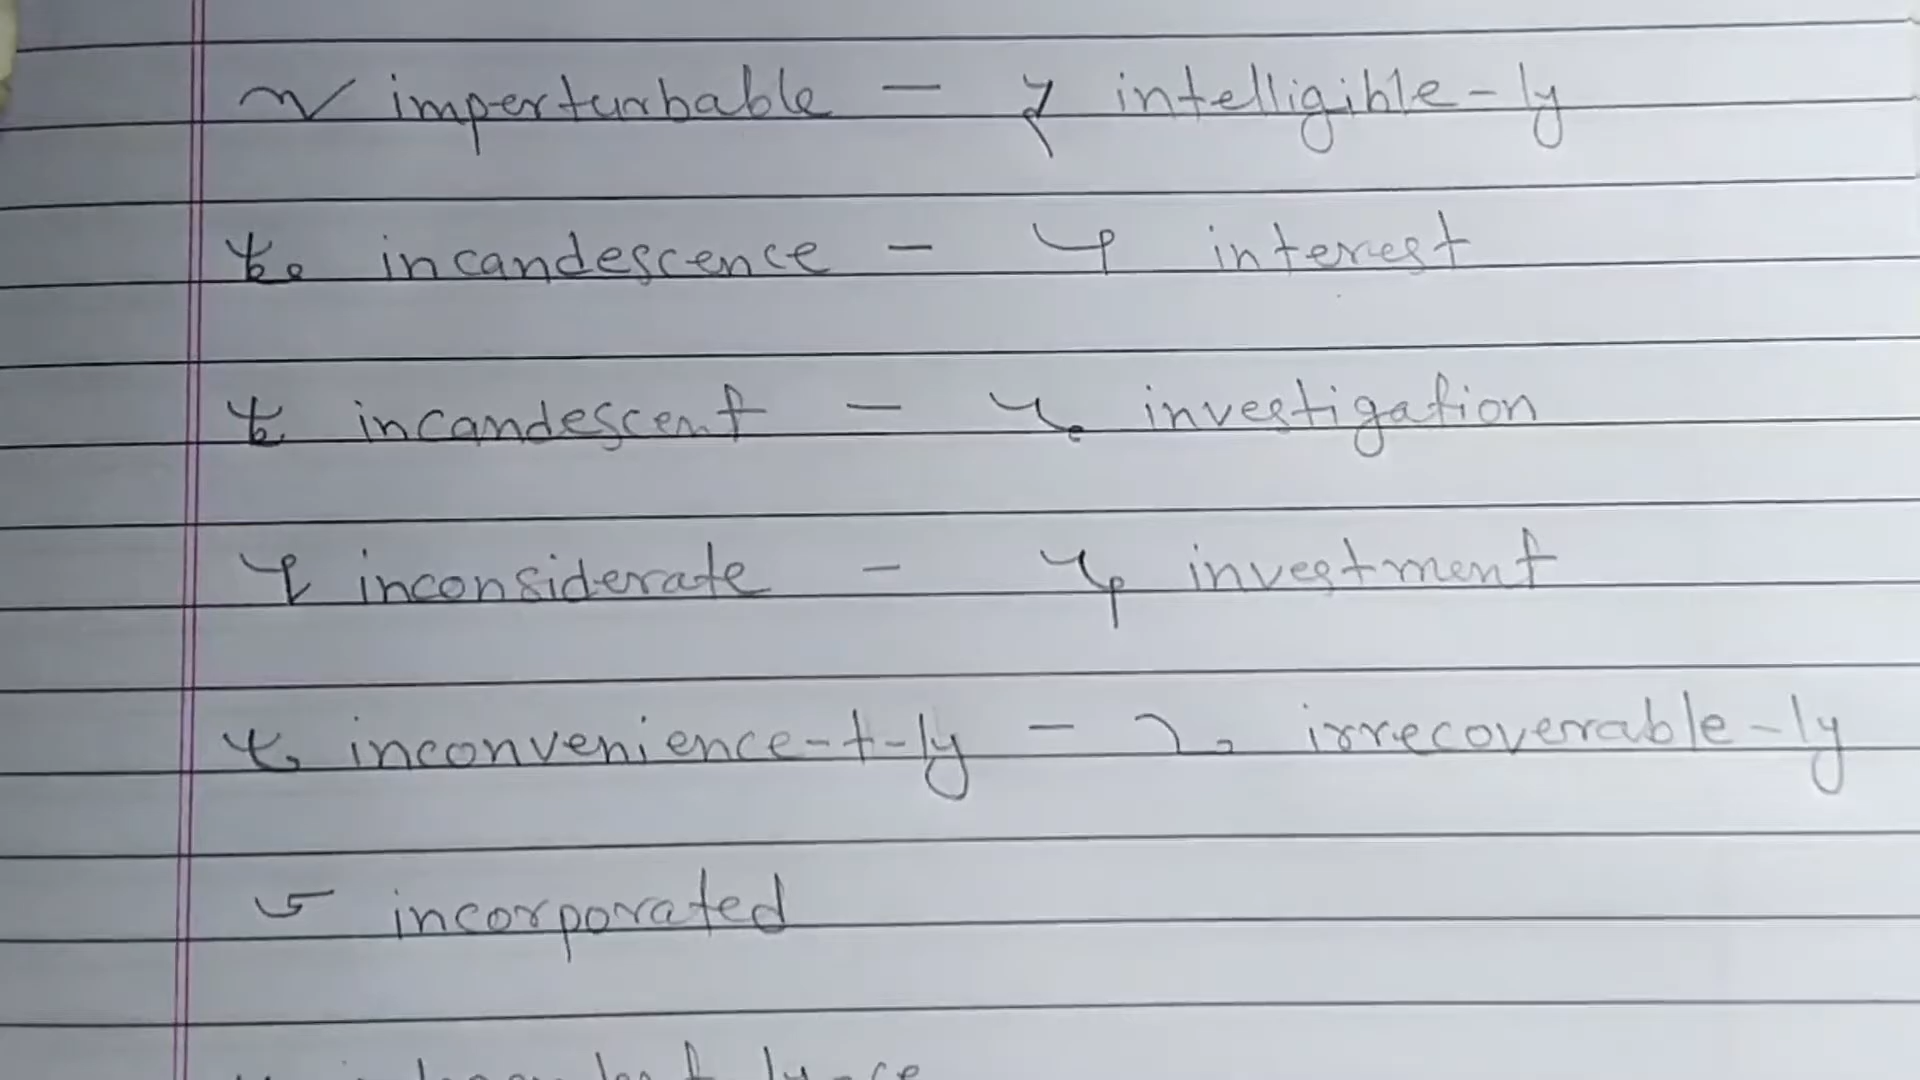 imperturbable - intelligible-ly
incandescence - interest
incandescent - investigation
inconsiderate - investment
inconvenience-t-ly - irrecoverable-ly
incorporated